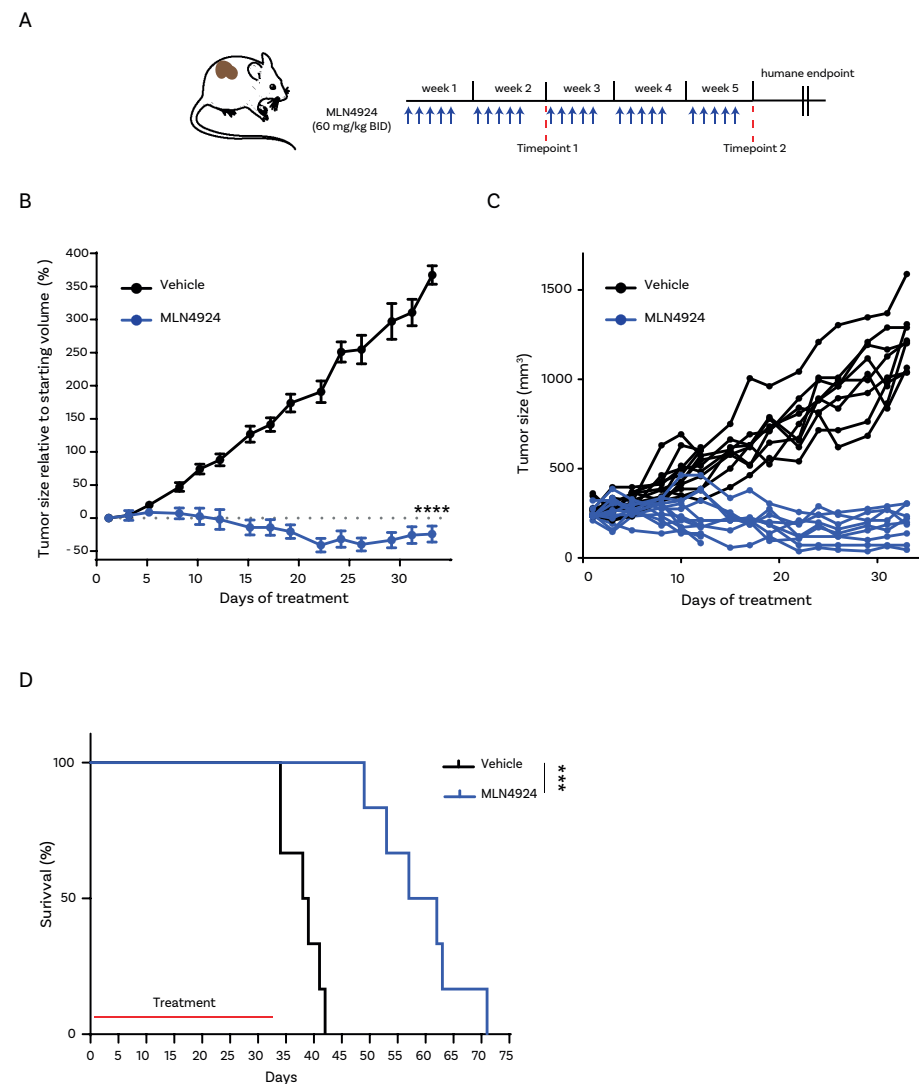 A
humane endpoint
week 1 week 2 week 3 week 4 week 5
MLN4924
(60 mg/kg BID)
Timepoint 1 Timepoint 2
B
Tumor size relative to starting volume (%)
400
350
300
250
200
150
100
50
0
-50
Vehicle
MLN4924
****
0 5 10 15 20 25 30
Days of treatment
C
Tumor size (mm³)
1500
1000
500
0
Vehicle
MLN4924
0 10 20 30
Days of treatment
D
Surivval (%)
100
50
0
Vehicle
MLN4924
***
Treatment
0 5 10 15 20 25 30 35 40 45 50 55 60 65 70 75
Days